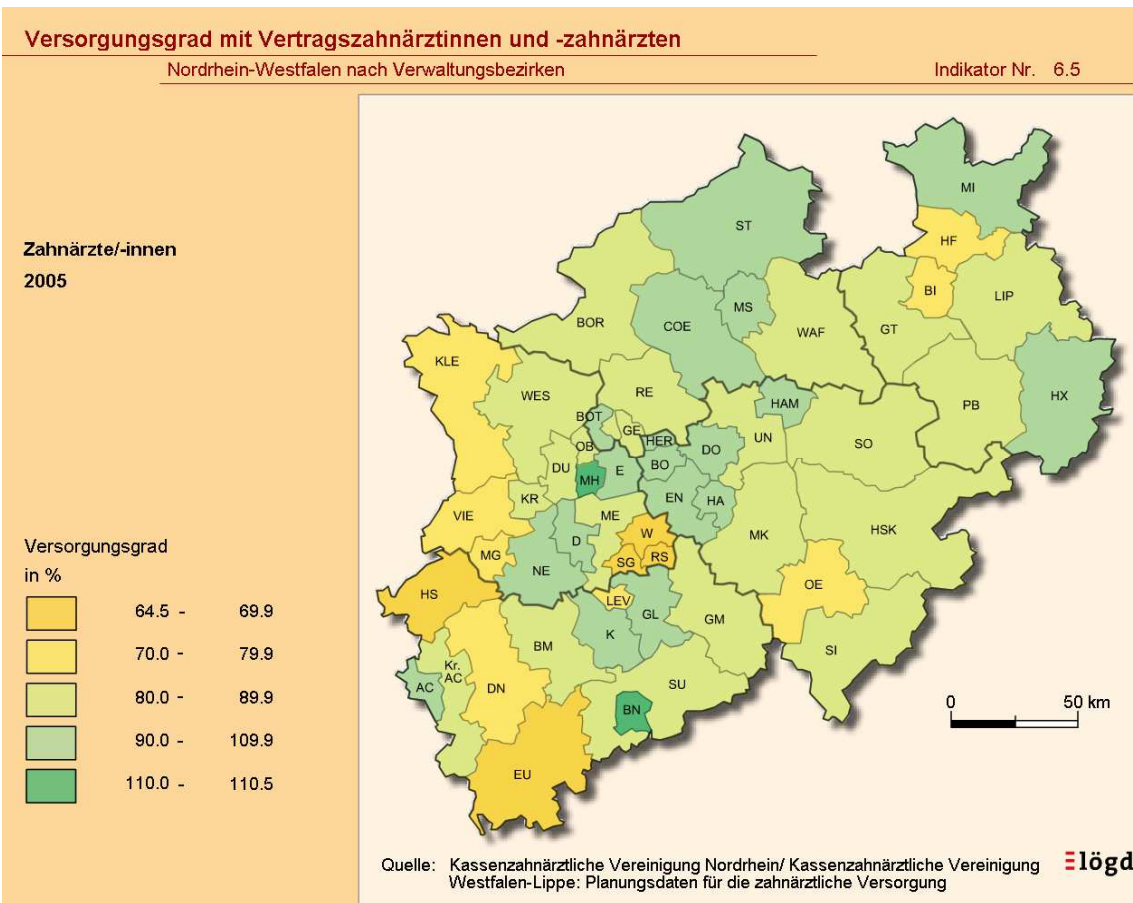 Versorgungsgrad mit Vertragszahnärztinnen und -zahnärzten
Nordrhein-Westfalen nach Verwaltungsbezirken
Indikator Nr. 6.5
Zahnärzte/-innen
2005
Versorgungsgrad
in %
64.5 - 69.9
70.0 - 79.9
80.0 - 89.9
90.0 - 109.9
110.0 - 110.5
MI
ST
HF
BI
LIP
MS
BOR
COE
WAF
GT
KLE
WES
RE
HAM
PB
HX
BOT
GE
OB
HER
UN
SO
DU
MH
E
BO
DO
KR
EN
HA
VIE
ME
W
MK
HSK
MG
D
NE
SG
RS
HS
LEV
OE
K
GL
GM
BM
SI
Kr.
AC
AC
DN
SU
BN
EU
0 50 km
Quelle: Kassenzahnärztliche Vereinigung Nordrhein/ Kassenzahnärztliche Vereinigung
Westfalen-Lippe: Planungsdaten für die zahnärztliche Versorgung
lögd